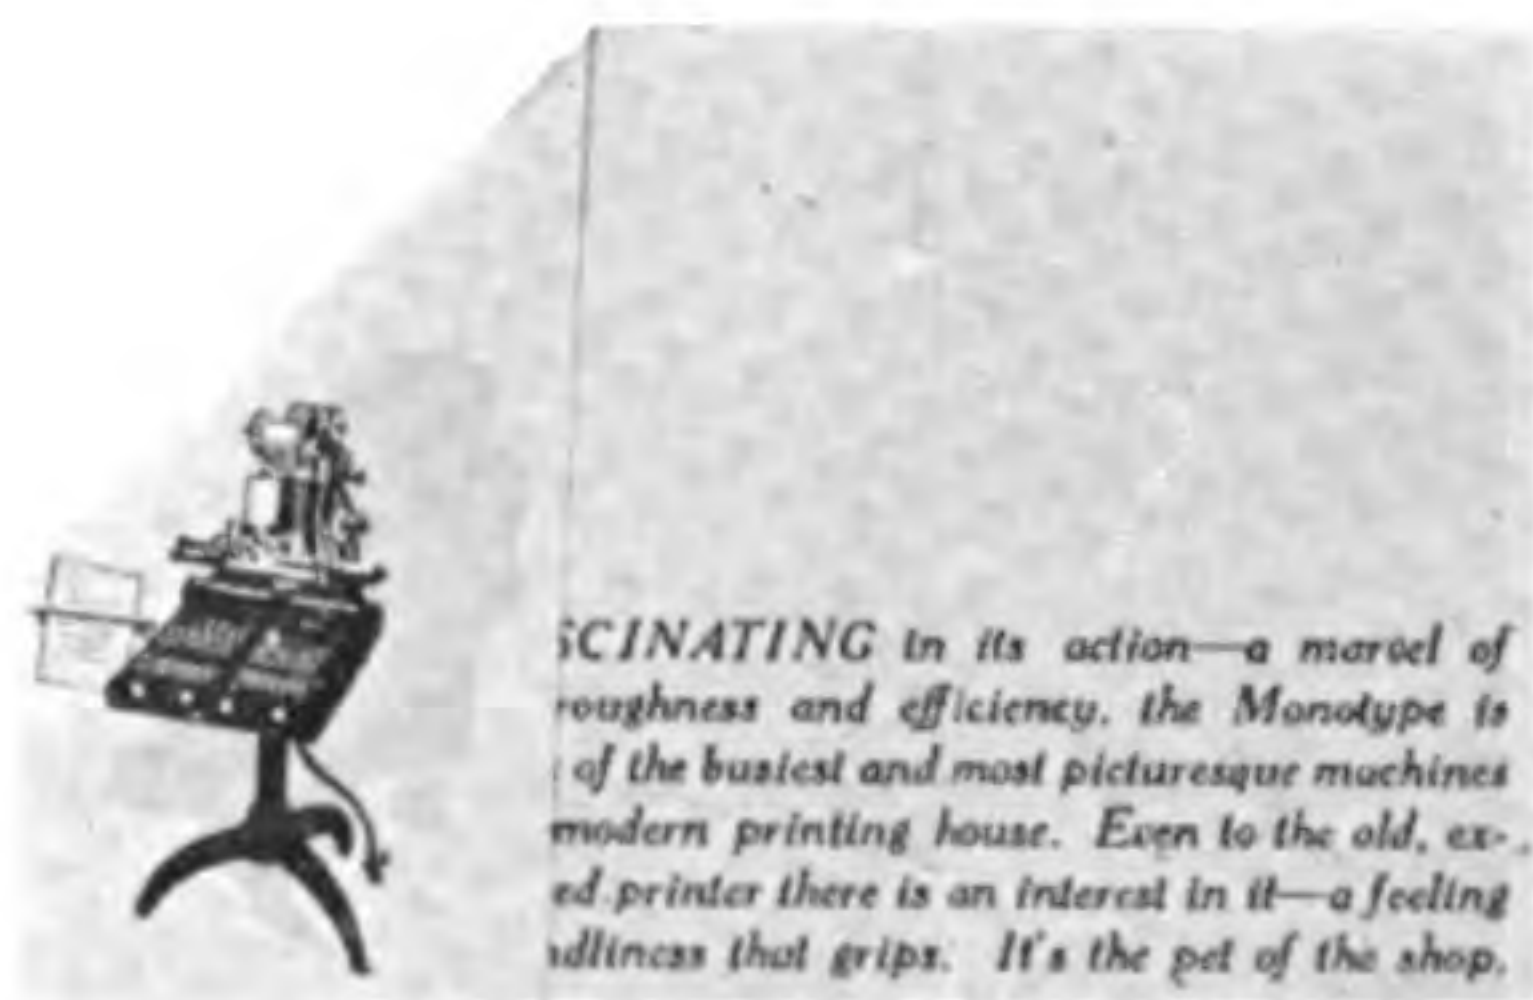 SCINATING in its action—a marvel of
roughness and efficiency, the Monotype is
of the busiest and most picturesque machines
modern printing house. Even to the old, ex-
ed printer there is an interest in it—a feeling
ndliness that grips. It's the pet of the shop.